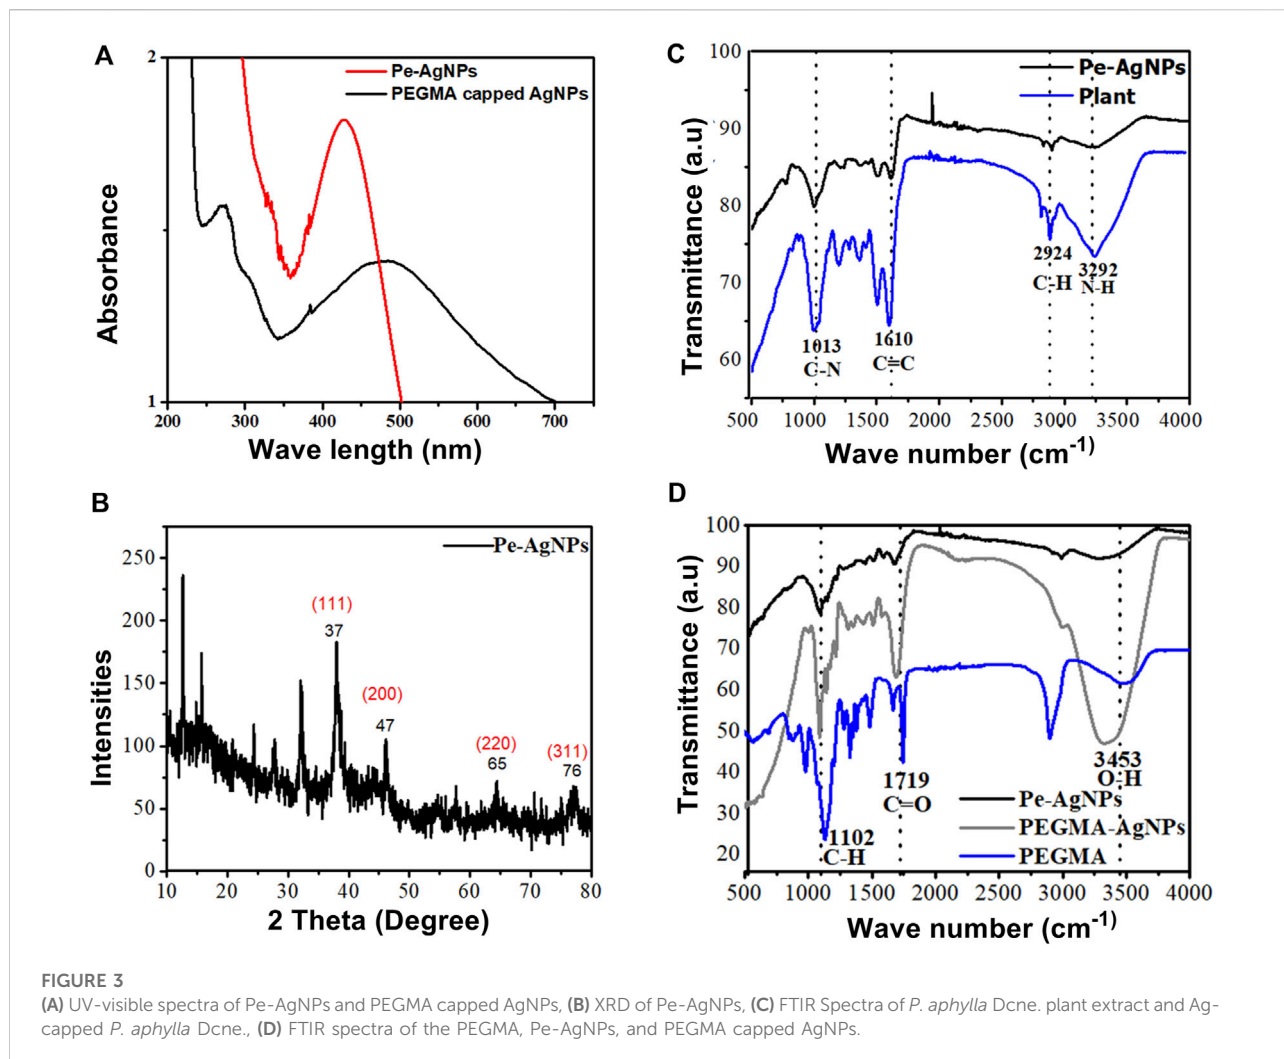 A
2
Pe-AgNPs
PEGMA capped AgNPs
Absorbance
1
200 300 400 500 600 700
Wave length (nm)
B
Pe-AgNPs
250
200
150
100
50
0
(111)
37
(200)
47
(220)
65
(311)
76
Intensities
10 20 30 40 50 60 70 80
2 Theta (Degree)
C
100
90
80
70
60
Pe-AgNPs
Plant
Transmittance (a.u)
1013
C-N
1610
C=C
2924
C-H
3292
N-H
500 1000 1500 2000 2500 3000 3500 4000
Wave number (cm-1)
D
100
90
80
70
60
50
40
30
20
Transmittance (a.u)
1102
C-H
1719
C=O
3453
O-H
Pe-AgNPs
PEGMA-AgNPs
PEGMA
500 1000 1500 2000 2500 3000 3500 4000
Wave number (cm-1)
FIGURE 3
(A) UV-visible spectra of Pe-AgNPs and PEGMA capped AgNPs, (B) XRD of Pe-AgNPs, (C) FTIR Spectra of P. aphylla Dcne. plant extract and Ag-
capped P. aphylla Dcne., (D) FTIR spectra of the PEGMA, Pe-AgNPs, and PEGMA capped AgNPs.